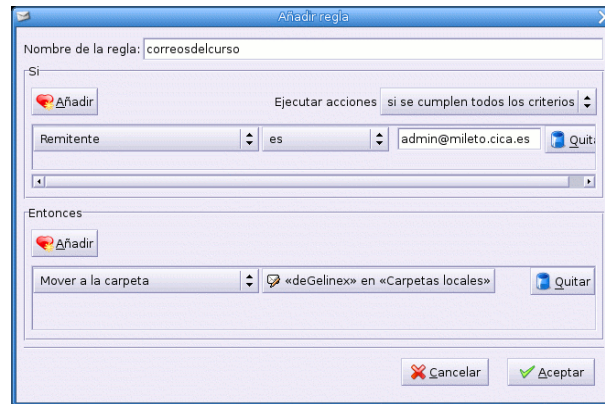 Añadir regla
Nombre de la regla: correosdelcurso
Si
Añadir Ejecutar acciones si se cumplen todos los criterios
Remitente es admin@mileto.cica.es Quita
Entonces
Añadir
Mover a la carpeta «deGelinex» en «Carpetas locales» Quitar
Cancelar Aceptar